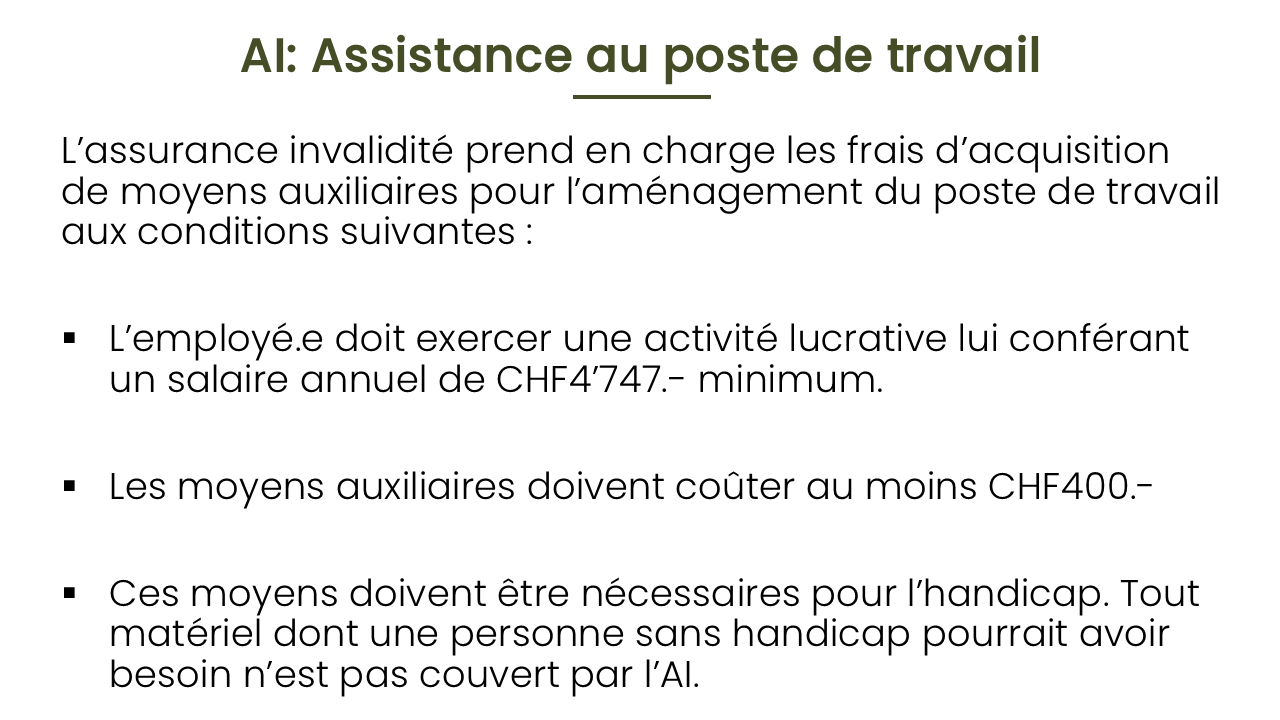 AI: Assistance au poste de travail
L’assurance invalidité prend en charge les frais d’acquisition
de moyens auxiliaires pour l’aménagement du poste de travail
aux conditions suivantes :
▪ L’employé.e doit exercer une activité lucrative lui conférant
un salaire annuel de CHF4’747.- minimum.
▪ Les moyens auxiliaires doivent coûter au moins CHF400.-
▪ Ces moyens doivent être nécessaires pour l’handicap. Tout
matériel dont une personne sans handicap pourrait avoir
besoin n’est pas couvert par l’AI.